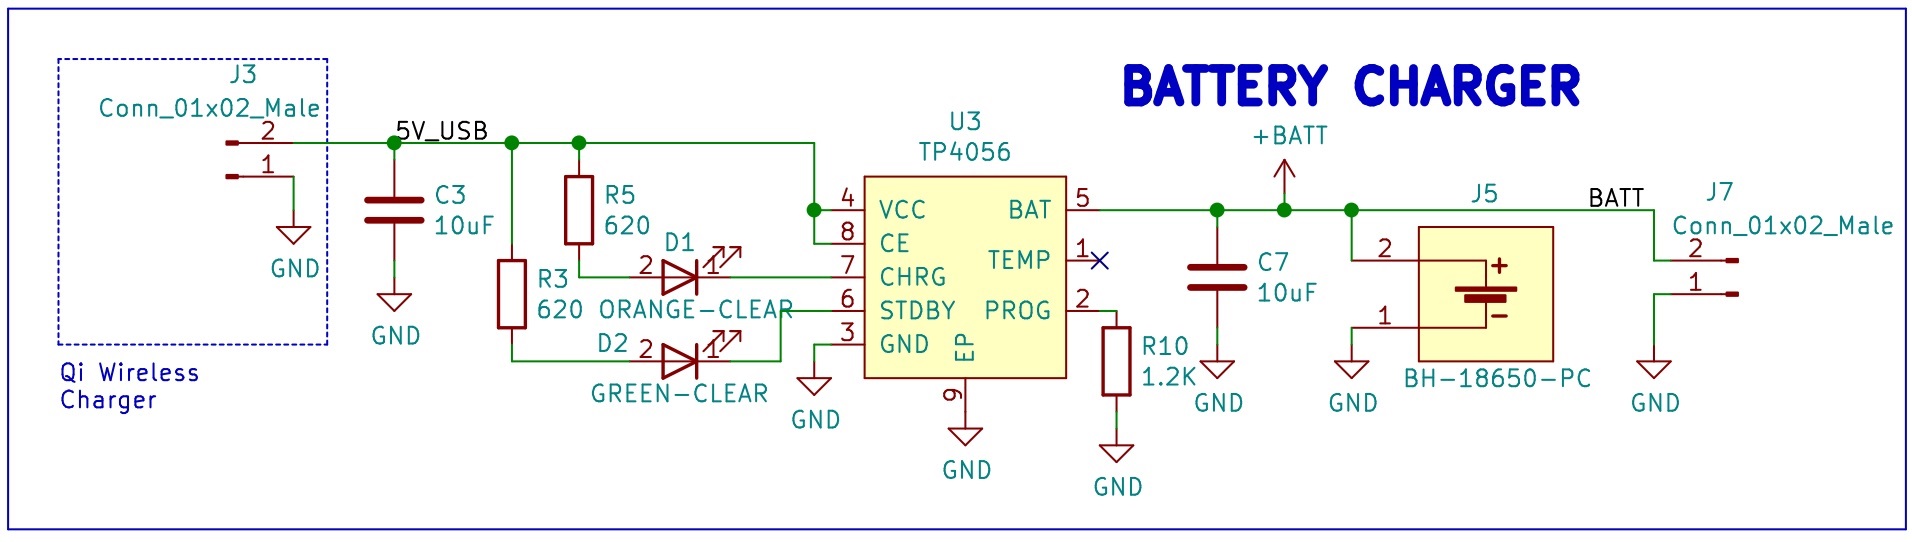 BATTERY CHARGER
J3
Conn_01x02_Male
2
1
GND
Qi Wireless
Charger
5V_USB
C3
10uF
GND
R5
620
R3
620
D1
2
1
ORANGE-CLEAR
D2
2
1
GREEN-CLEAR
GND
U3
TP4056
4
VCC
8
CE
7
CHRG
6
STDBY
3
GND
EP
9
GND
BAT
5
TEMP
1
PROG
2
R10
1.2K
GND
+BATT
C7
10uF
GND
J5
2
+
1
−
BH-18650-PC
GND
BATT
J7
Conn_01x02_Male
2
1
GND